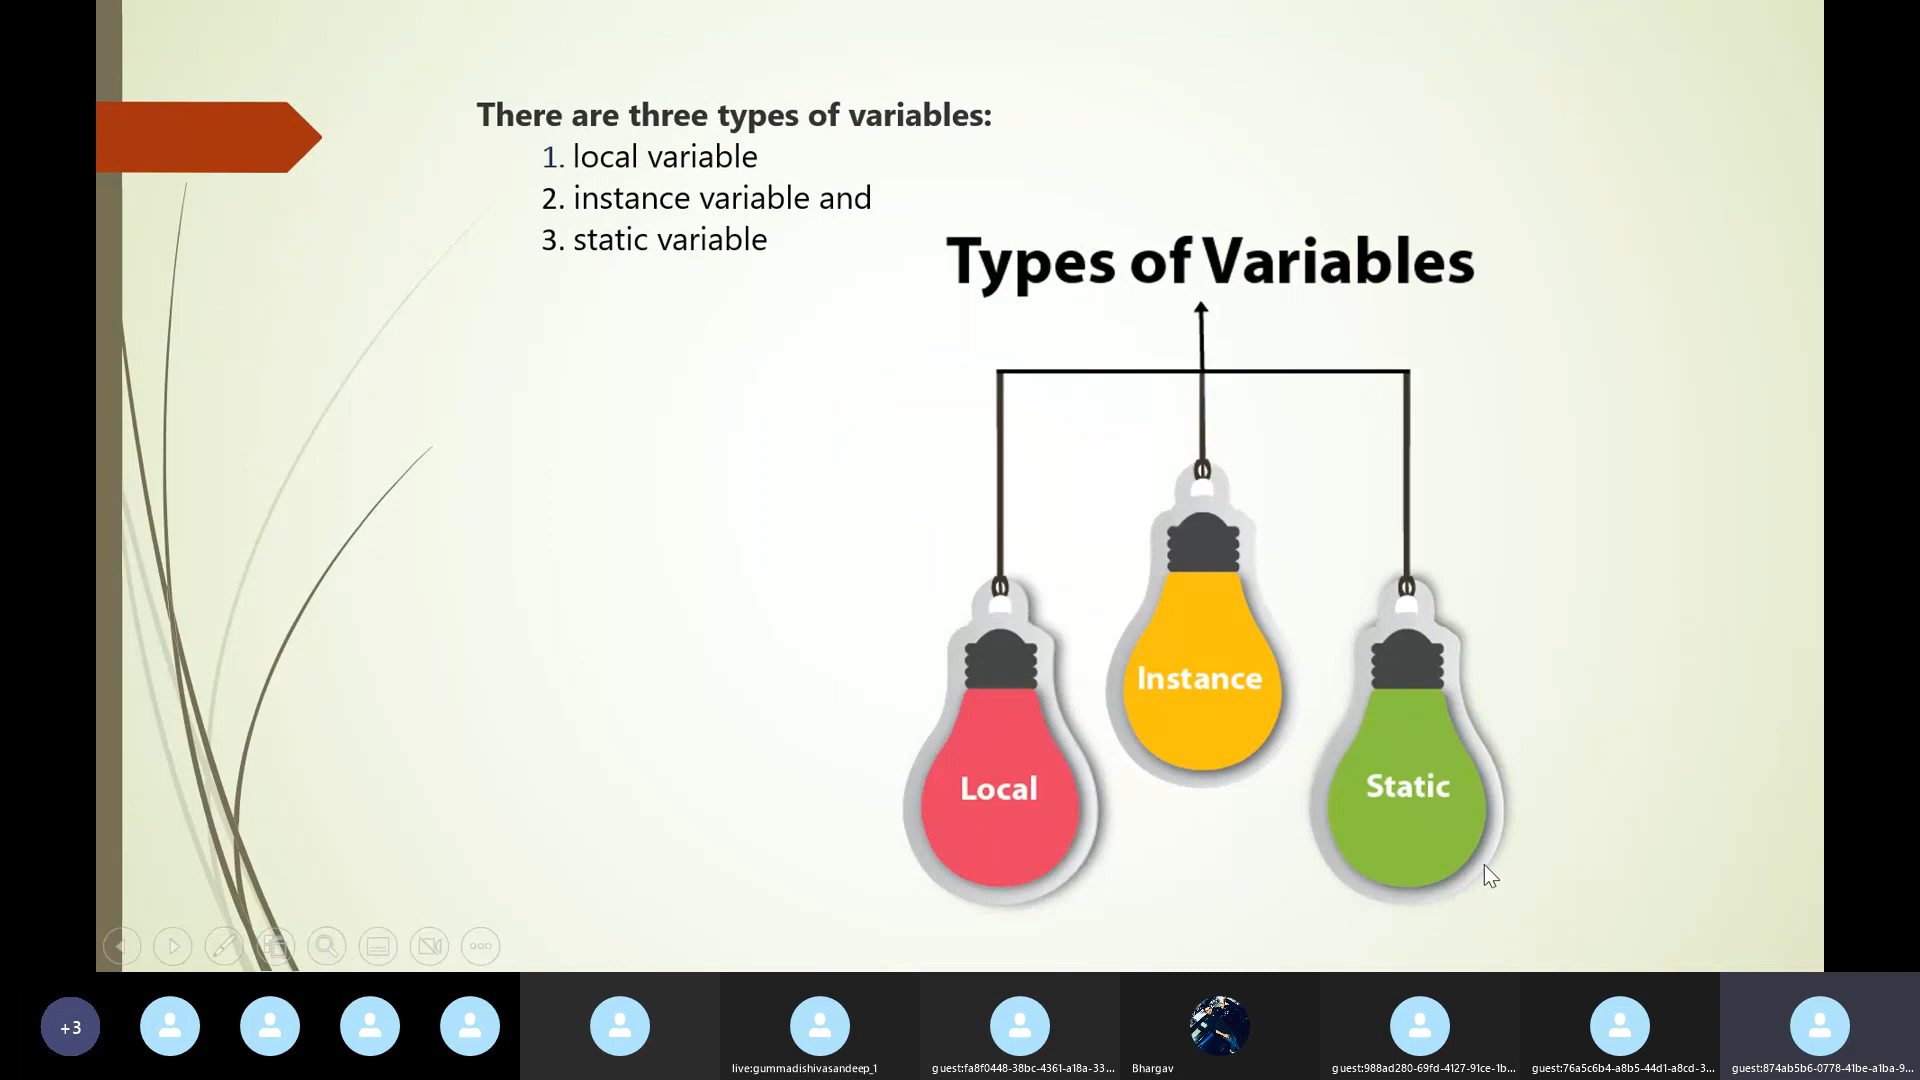 There are three types of variables:
1. local variable
2. instance variable and
3. static variable
Types of Variables
Instance
Local
Static
+3
live:gummadishivasandeep_1
guest:fa8f0448-38bc-4361-a18a-33...
Bhargav
guest:988ad280-69fd-4127-91ce-1b...
guest:76a5c6b4-a8b5-44d1-a8cd-3...
guest:874ab5b6-0778-41be-a1ba-9...